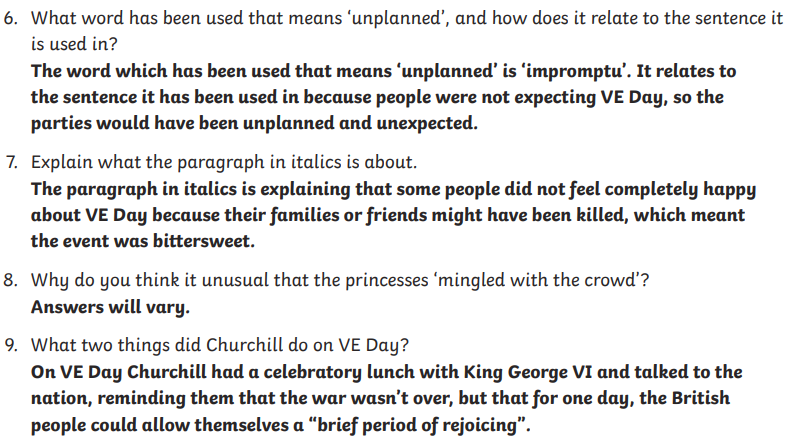 6. What word has been used that means ‘unplanned’, and how does it relate to the sentence it
is used in?
The word which has been used that means ‘unplanned’ is ‘impromptu’. It relates to
the sentence it has been used in because people were not expecting VE Day, so the
parties would have been unplanned and unexpected.
7. Explain what the paragraph in italics is about.
The paragraph in italics is explaining that some people did not feel completely happy
about VE Day because their families or friends might have been killed, which meant
the event was bittersweet.
8. Why do you think it unusual that the princesses ‘mingled with the crowd’?
Answers will vary.
9. What two things did Churchill do on VE Day?
On VE Day Churchill had a celebratory lunch with King George VI and talked to the
nation, reminding them that the war wasn’t over, but that for one day, the British
people could allow themselves a “brief period of rejoicing”.